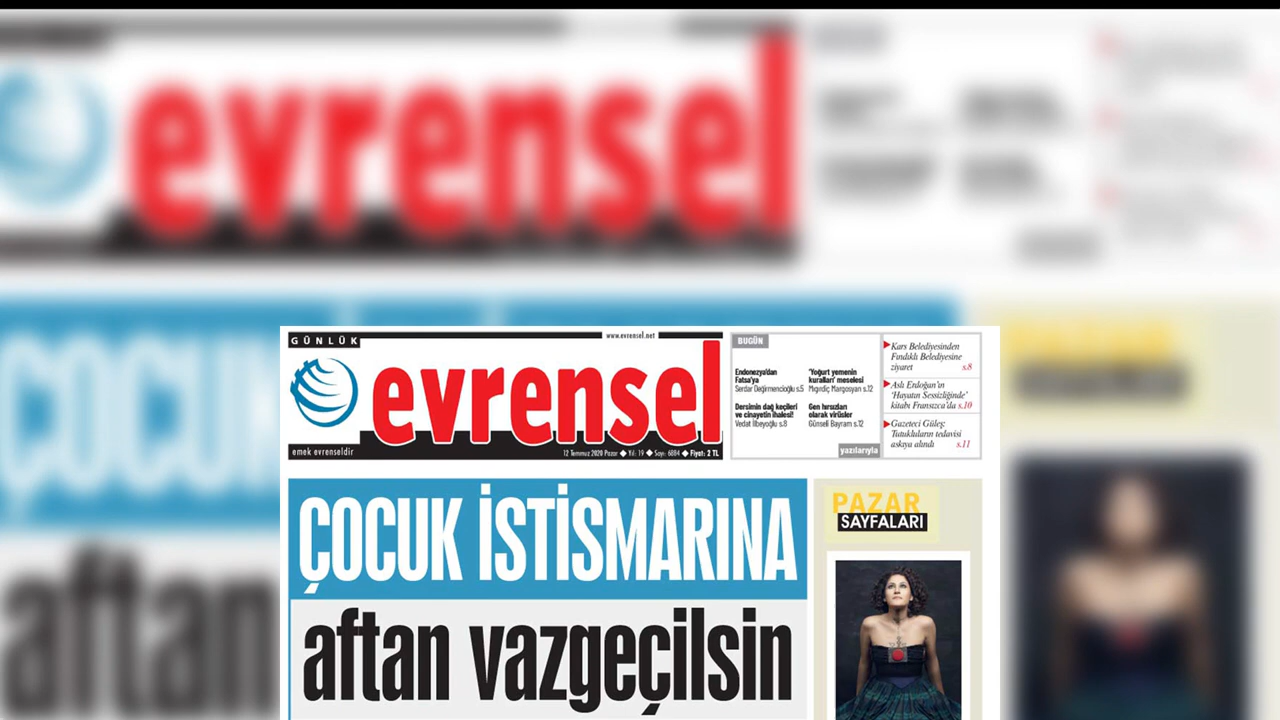 GÜNLÜK
www.evrensel.net
evrensel
emek evrenseldir
12 Temmuz 2020 Pazar ◆ Yıl: 19 ◆ Sayı: 6884 ◆ Fiyat: 2 TL
BUGÜN
Endonezya'dan
Fatsa'ya
Serdar Değirmencioğlu s.5
'Yoğurt yemenin
kuralları' meselesi
Mıgırdiç Margosyan s.12
Dersimin dağ keçileri
ve cinayetin ihalesi!
Vedat İlbeyoğlu s.8
Gen hırsızları
olarak virüsler
Günseli Bayram s.12
yazılarıyla
Kars Belediyesinden
Fındıklı Belediyesine
ziyaret s.8
Aslı Erdoğan'ın
'Hayatın Sessizliğinde'
kitabı Fransızca'da s.10
Gazeteci Güleş:
Tutukluların tedavisi
askıya alındı s.11
ÇOCUK İSTİSMARINA
aftan vazgeçilsin
PAZAR
SAYFALARI